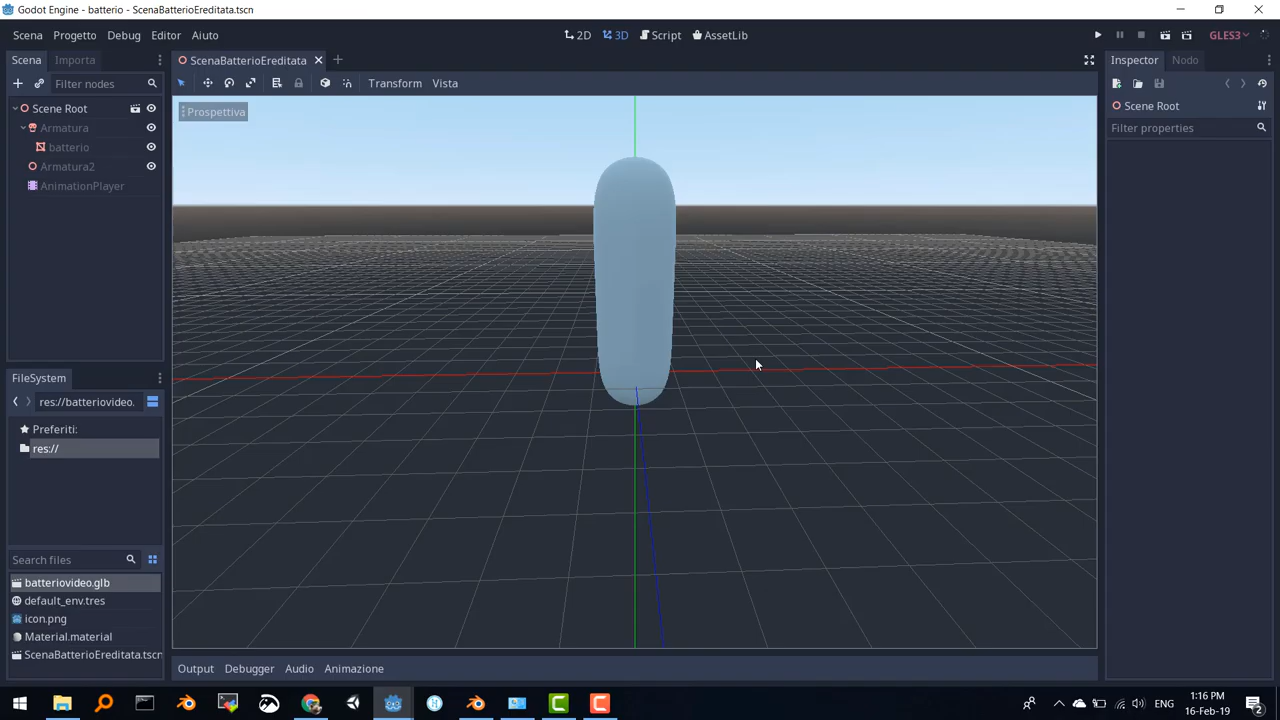 Godot Engine - batterio - ScenaBatterioEreditata.tscn
Scena Progetto Debug Editor Aiuto
2D 3D Script AssetLib
GLES3
Scena Importa
ScenaBatterioEreditata
Inspector Nodo
Filter nodes
Transform Vista
Scene Root
Prospettiva
Scene Root
Armatura
Filter properties
batterio
Armatura2
AnimationPlayer
FileSystem
res://batteriovideo.
Preferiti:
res://
Search files
batteriovideo.glb
default_env.tres
icon.png
Material.material
ScenaBatterioEreditata.tscn
Output Debugger Audio Animazione
ENG
1:16 PM
16-Feb-19
2